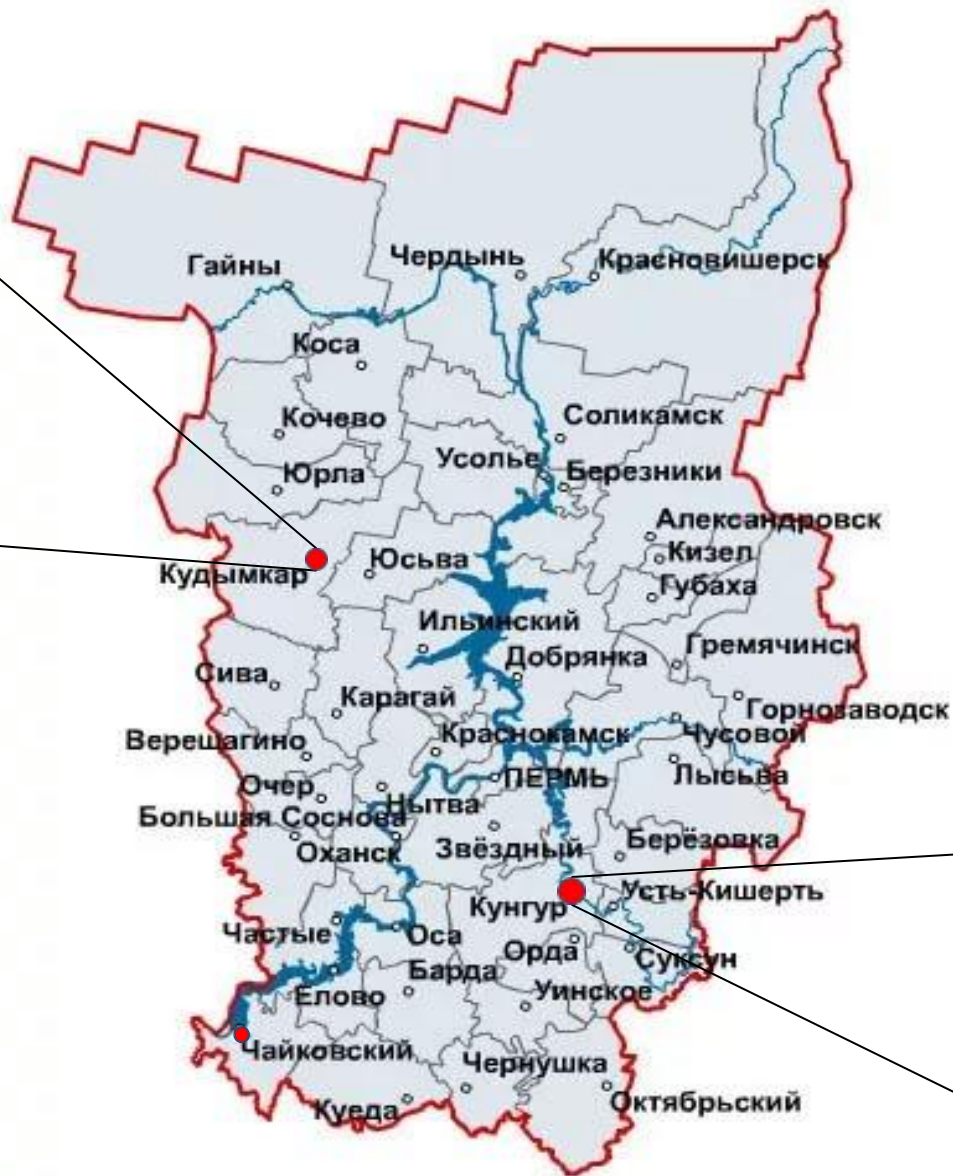 Чердынь
Красновишерск
Гайны
Коса
Кочево
Соликамск
Усолье
Березники
Юрла
Александровск
Кизел
Юсьва
Кудымкар
Губаха
Ильинский
Гремячинск
Добрянка
Сива
Карагай
Горнозаводск
Краснокамск
Чусовой
Верещагино
ПЕРМЬ
Лысьва
Очер
Нытва
Большая Соснова
Оханск
Звёздный
Берёзовка
Усть-Кишерть
Кунгур
Частые
Оса
Орда
Суксун
Барда
Уинское
Елово
Чайковский
Чернушка
Куеда
Октябрьский